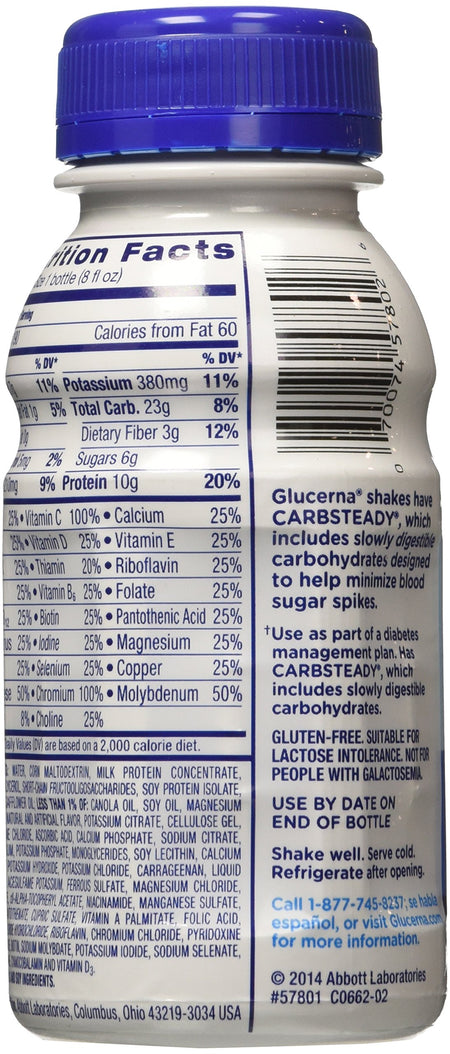 rition Facts
1 bottle (8 fl oz)
Calories from Fat 60
% DV* % DV*
11% Potassium 380mg 11%
Fat 1g 5% Total Carb. 23g 8%
Dietary Fiber 3g 12%
2% Sugars 6g
9% Protein 10g 20%
25% • Vitamin C 100% • Calcium 25%
25% • Vitamin D 25% • Vitamin E 25%
25% • Thiamin 20% • Riboflavin 25%
25% • Vitamin B6 25% • Folate 25%
25% • Biotin 25% • Pantothenic Acid 25%
25% • Iodine 25% • Magnesium 25%
25% • Selenium 25% • Copper 25%
50% • Chromium 100% • Molybdenum 50%
8% • Choline 25%
Daily Values (DV) are based on a 2,000 calorie diet.
WATER, CORN MALTODEXTRIN, MILK PROTEIN CONCENTRATE,
SHORT-CHAIN FRUCTOOLIGOSACCHARIDES, SOY PROTEIN ISOLATE,
OIL. LESS THAN 1% OF: CANOLA OIL, SOY OIL, MAGNESIUM
NATURAL AND ARTIFICIAL FLAVOR, POTASSIUM CITRATE, CELLULOSE GEL,
CHLORIDE, ASCORBIC ACID, CALCIUM PHOSPHATE, SODIUM CITRATE,
POTASSIUM PHOSPHATE, MONOGLYCERIDES, SOY LECITHIN, CALCIUM
POTASSIUM HYDROXIDE, POTASSIUM CHLORIDE, CARRAGEENAN, LIQUID
POTASSIUM, FERROUS SULFATE, MAGNESIUM CHLORIDE,
ACETATE, NIACINAMIDE, MANGANESE SULFATE,
CUPRIC SULFATE, VITAMIN A PALMITATE, FOLIC ACID,
RIBOFLAVIN, CHROMIUM CHLORIDE, PYRIDOXINE
SODIUM MOLYBDATE, POTASSIUM IODIDE, SODIUM SELENATE,
AND VITAMIN D3.
AND SOY INGREDIENTS.
Abbott Laboratories, Columbus, Ohio 43219-3034 USA
0 70074 57802 6
Glucerna® shakes have
CARBSTEADY®, which
includes slowly digestible
carbohydrates designed
to help minimize blood
sugar spikes.
†Use as part of a diabetes
management plan. Has
CARBSTEADY®, which
includes slowly digestible
carbohydrates.
GLUTEN-FREE. SUITABLE FOR
LACTOSE INTOLERANCE. NOT FOR
PEOPLE WITH GALACTOSEMIA.
USE BY DATE ON
END OF BOTTLE
Shake well. Serve cold.
Refrigerate after opening.
Call 1-877-745-8237, se habla
español, or visit Glucerna.com
for more information.
© 2014 Abbott Laboratories
#57801 C0662-02